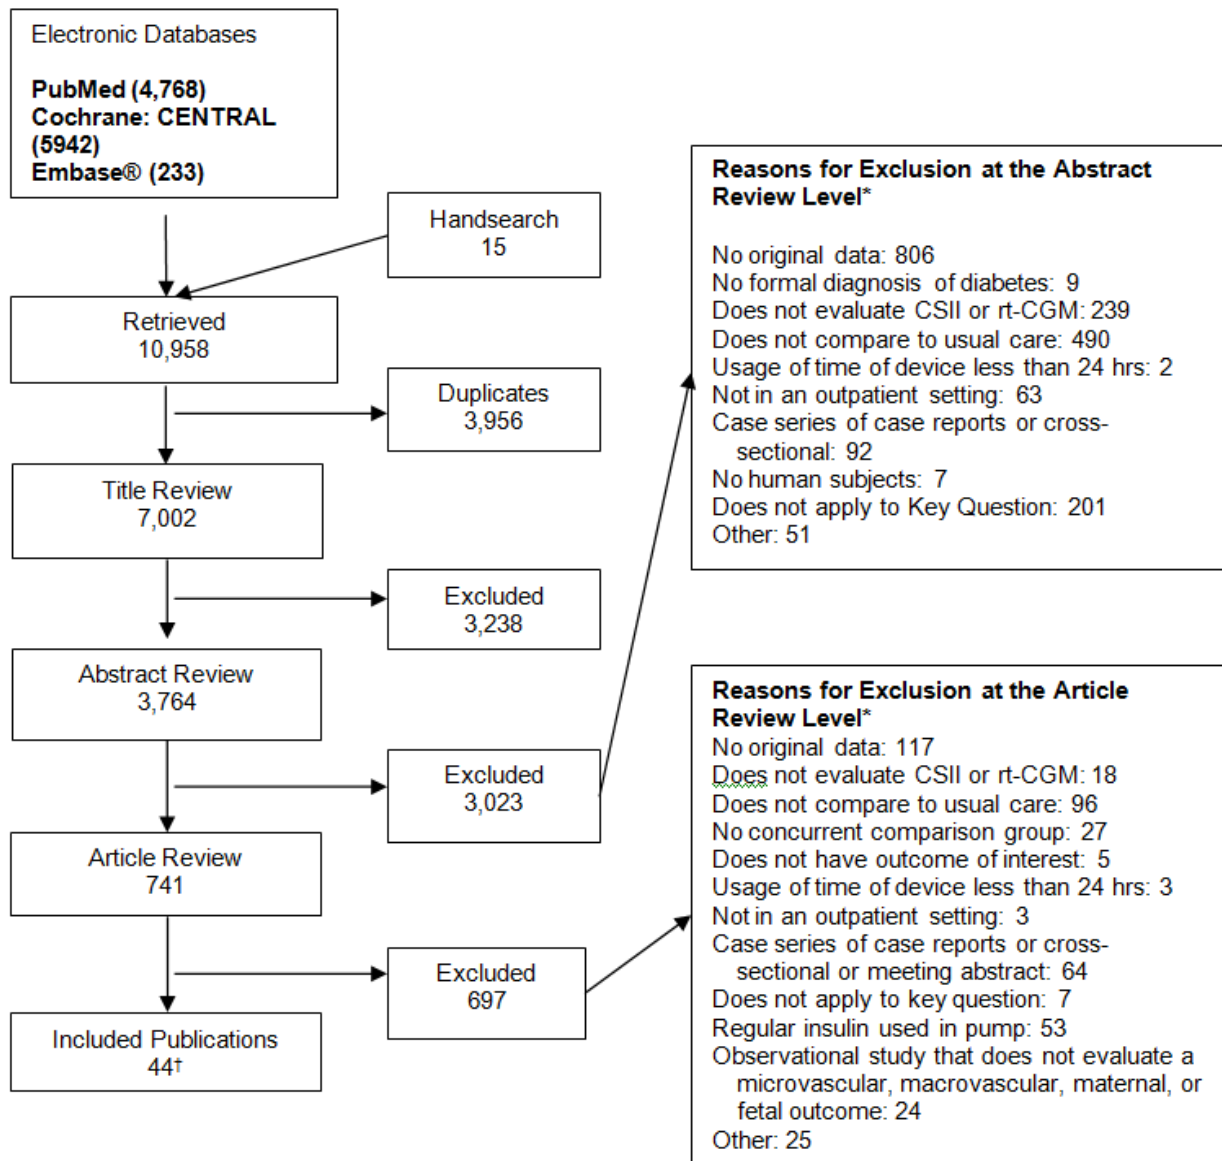 Electronic Databases
PubMed (4,768)
Cochrane: CENTRAL
(5942)
Embase® (233)
Handsearch
15
Retrieved
10,958
Duplicates
3,956
Title Review
7,002
Excluded
3,238
Abstract Review
3,764
Excluded
3,023
Article Review
741
Excluded
697
Included Publications
44†
Reasons for Exclusion at the Abstract
Review Level*
No original data: 806
No formal diagnosis of diabetes: 9
Does not evaluate CSII or rt-CGM: 239
Does not compare to usual care: 490
Usage of time of device less than 24 hrs: 2
Not in an outpatient setting: 63
Case series of case reports or cross-
sectional: 92
No human subjects: 7
Does not apply to Key Question: 201
Other: 51
Reasons for Exclusion at the Article
Review Level*
No original data: 117
Does not evaluate CSII or rt-CGM: 18
Does not compare to usual care: 96
No concurrent comparison group: 27
Does not have outcome of interest: 5
Usage of time of device less than 24 hrs: 3
Not in an outpatient setting: 3
Case series of case reports or cross-
sectional or meeting abstract: 64
Does not apply to key question: 7
Regular insulin used in pump: 53
Observational study that does not evaluate a
microvascular, macrovascular, maternal, or
fetal outcome: 24
Other: 25